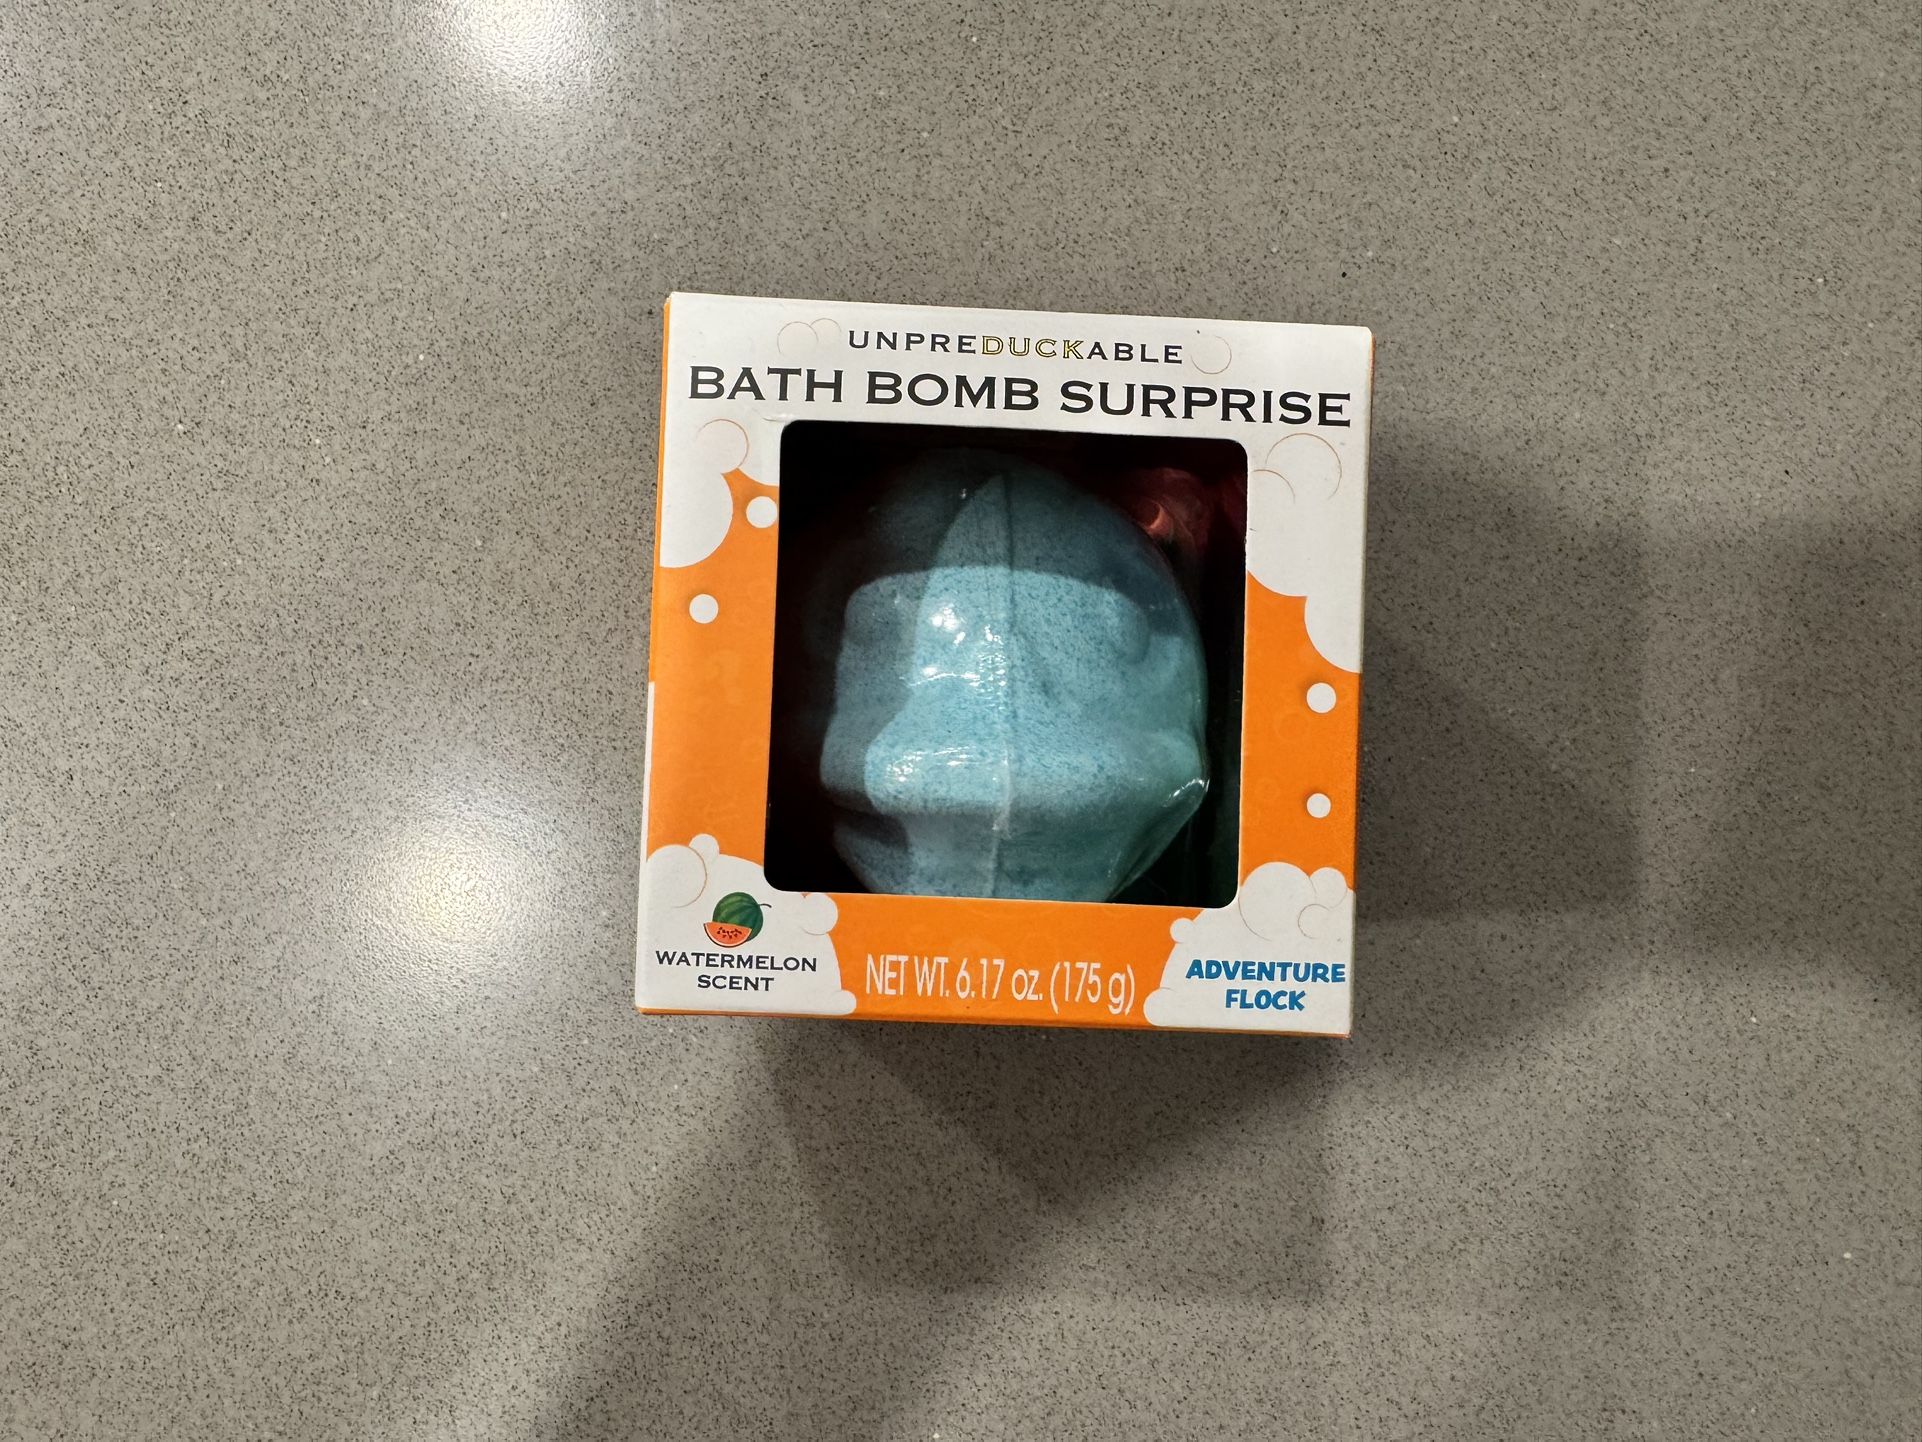 UNPREDUCKABLE
BATH BOMB SURPRISE
WATERMELON
SCENT
NET WT. 6.17 oz. (175 g)
ADVENTURE
FLOCK